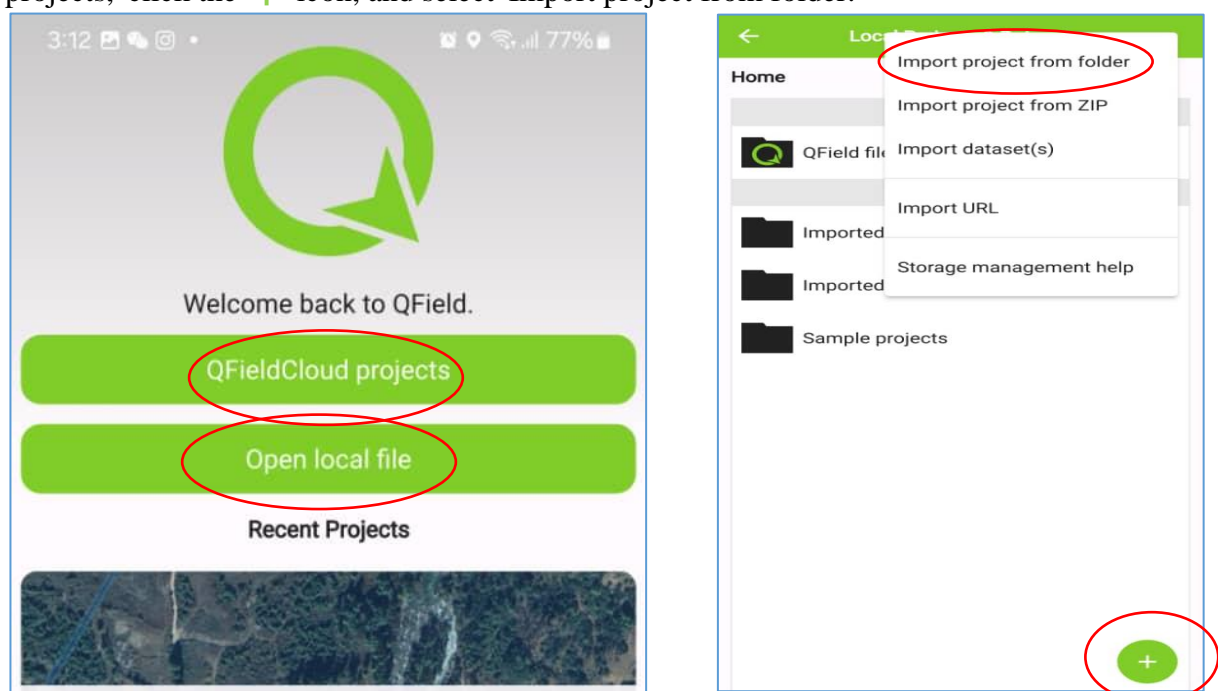 projects,' click the '+' icon, and select 'Import project from folder.'
3:12
77%
Welcome back to QField.
QFieldCloud projects
Open local file
Recent Projects
Home
Import project from folder
Import project from ZIP
QField file
Import dataset(s)
Import URL
Imported
Storage management help
Imported
Sample projects
+